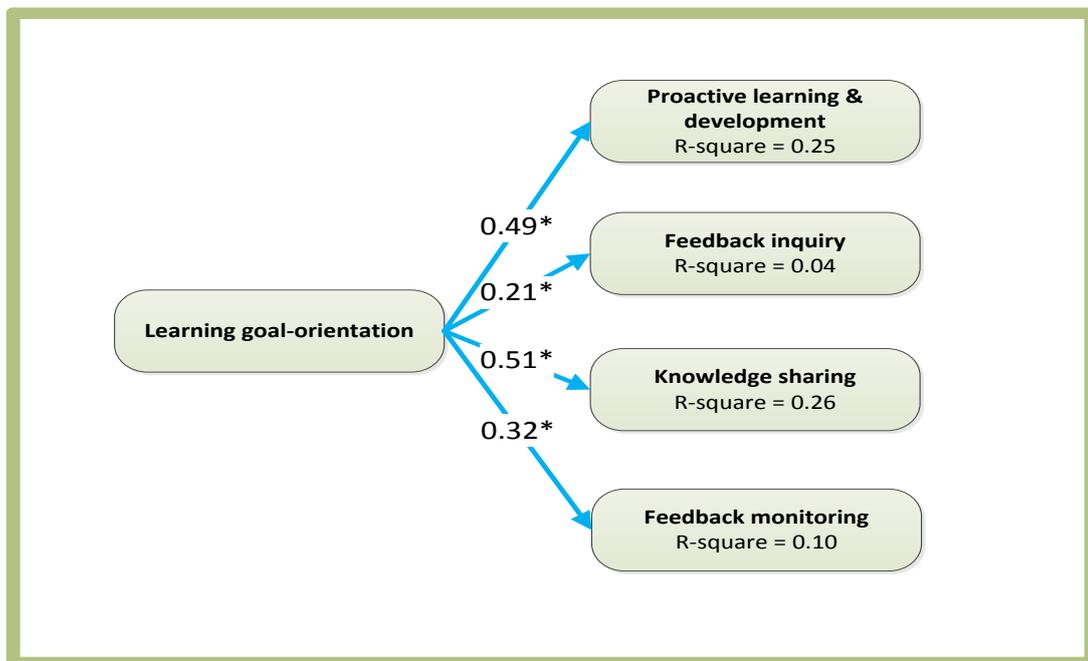 Proactive learning &
development
R-square = 0.25
0.49*
Feedback inquiry
R-square = 0.04
0.21*
Learning goal-orientation
0.51*
Knowledge sharing
R-square = 0.26
0.32*
Feedback monitoring
R-square = 0.10